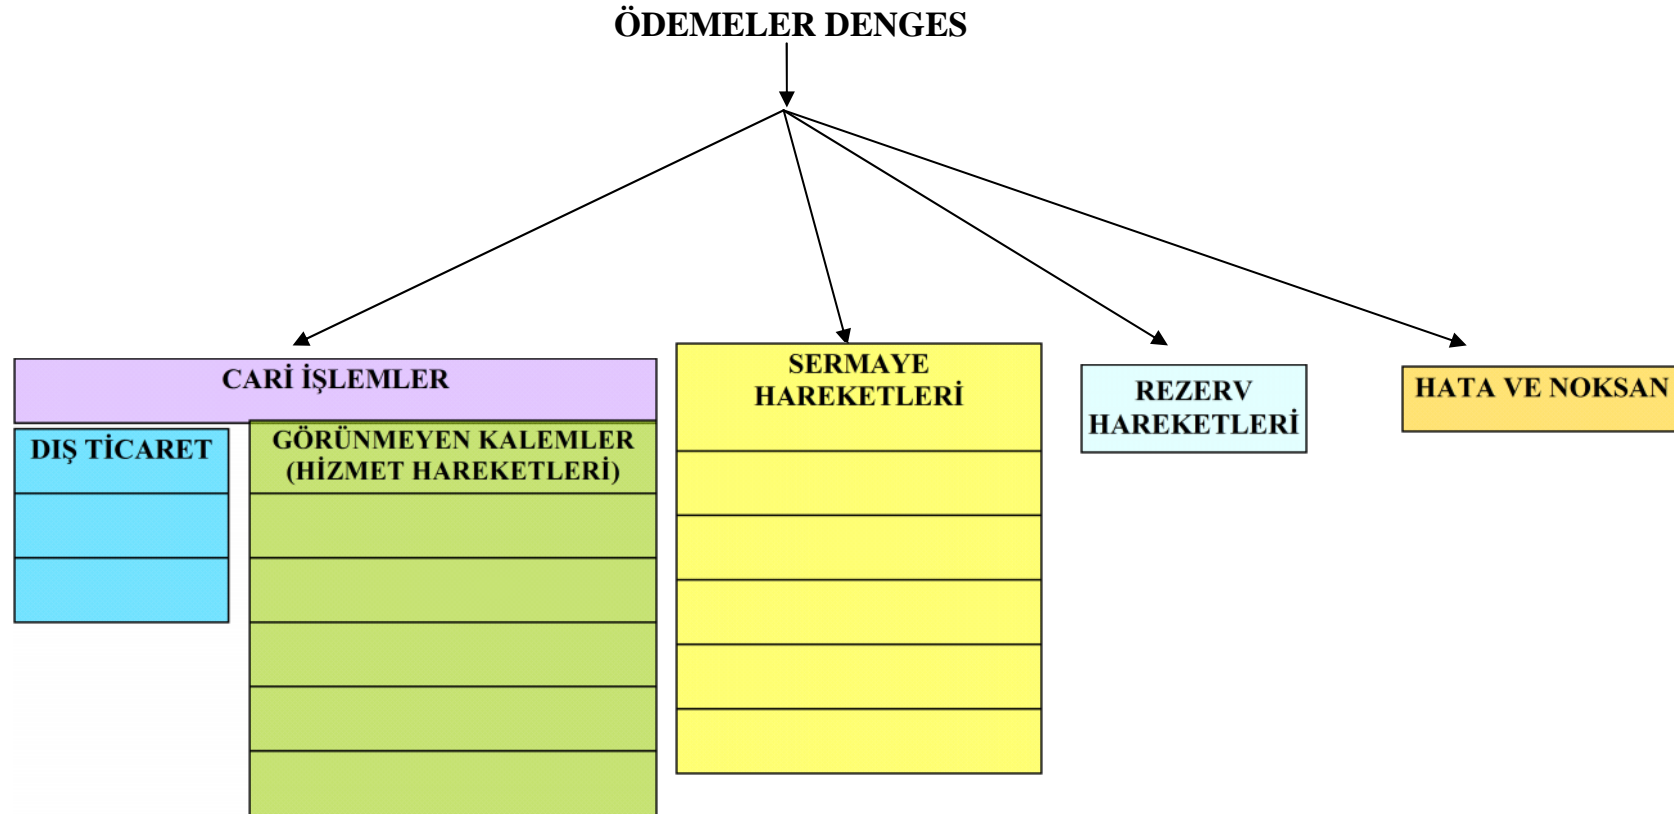 ÖDEMELER DENGES
CARİ İŞLEMLER
DIŞ TİCARET
GÖRÜNMEYEN KALEMLER
(HİZMET HAREKETLERİ)
SERMAYE
HAREKETLERİ
REZERV
HAREKETLERİ
HATA VE NOKSAN